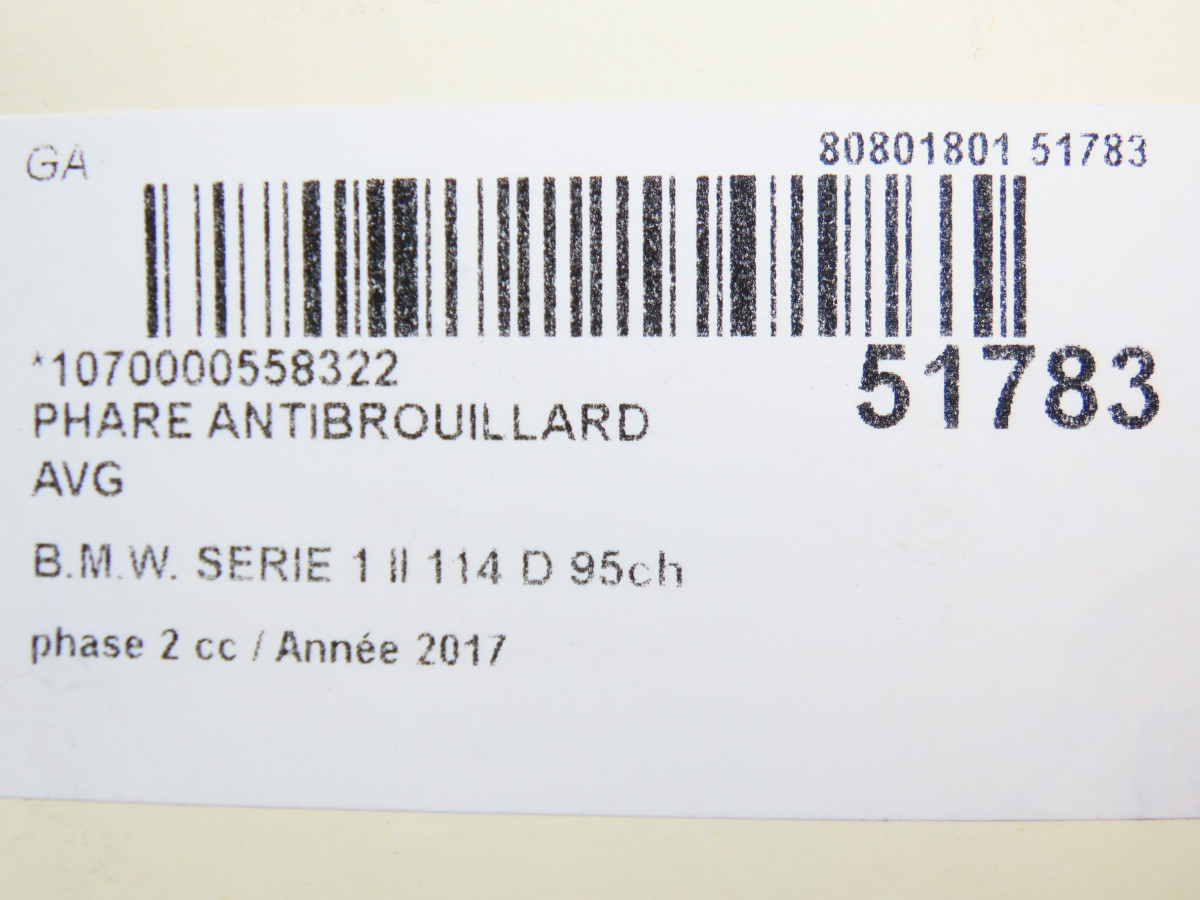 GA
80801801 51783
*1070000558322
51783
PHARE ANTIBROUILLARD
AVG
B.M.W. SERIE 1 II 114 D 95ch
phase 2 cc / Année 2017